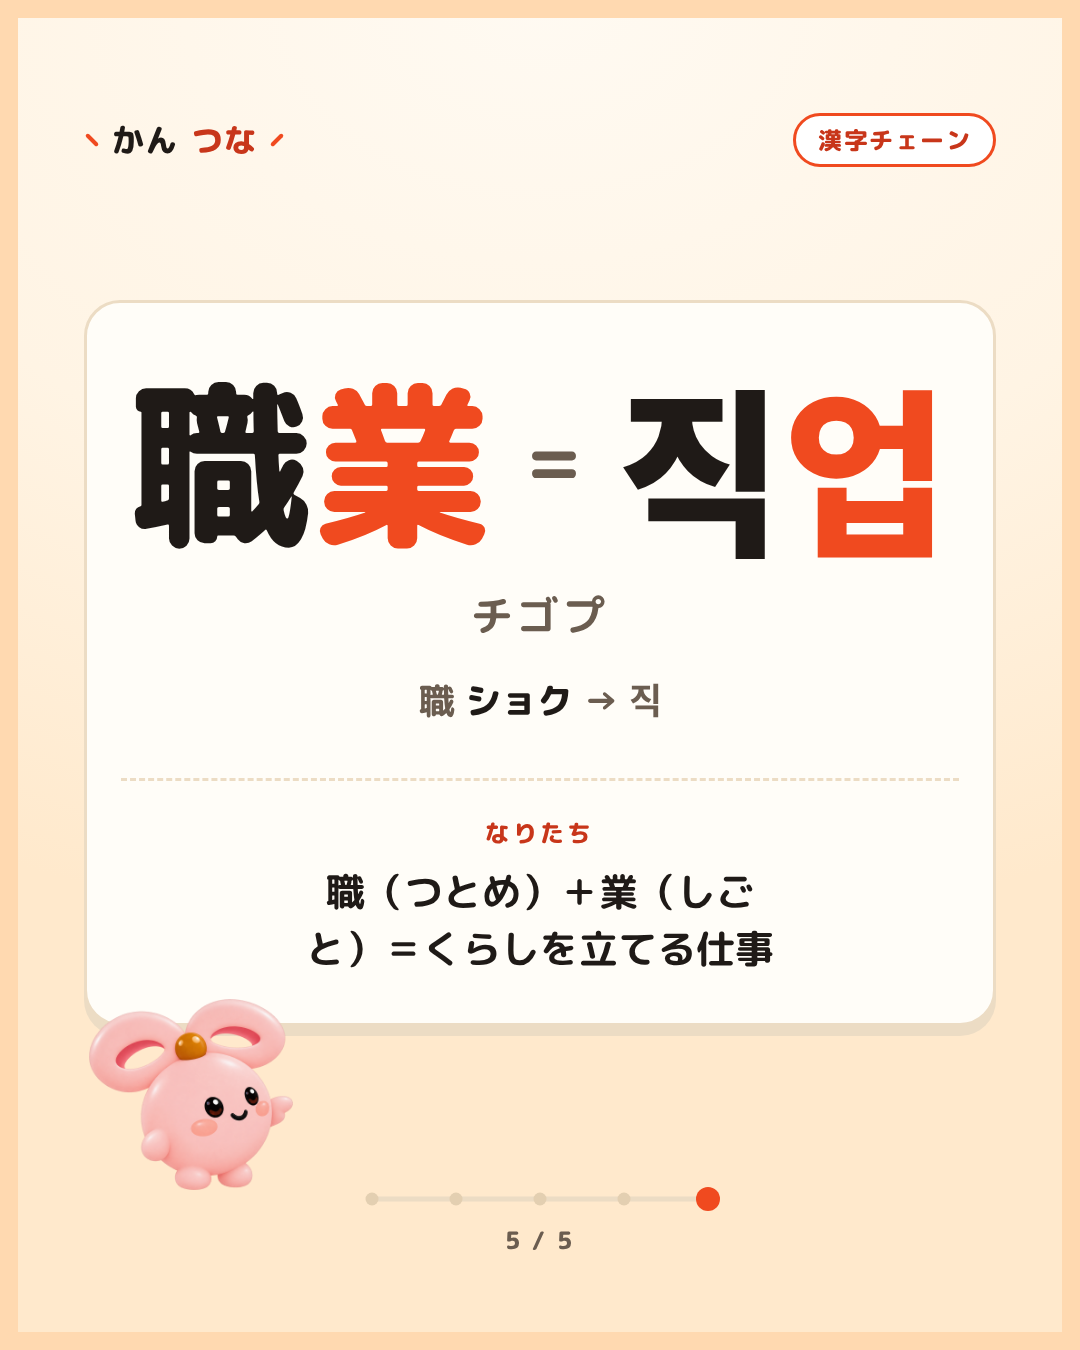 かん つな
漢字チェーン
職業 = 직업
チゴプ
職 ショク → 직
なりたち
職（つとめ）＋業（しご
と）＝くらしを立てる仕事
5 / 5